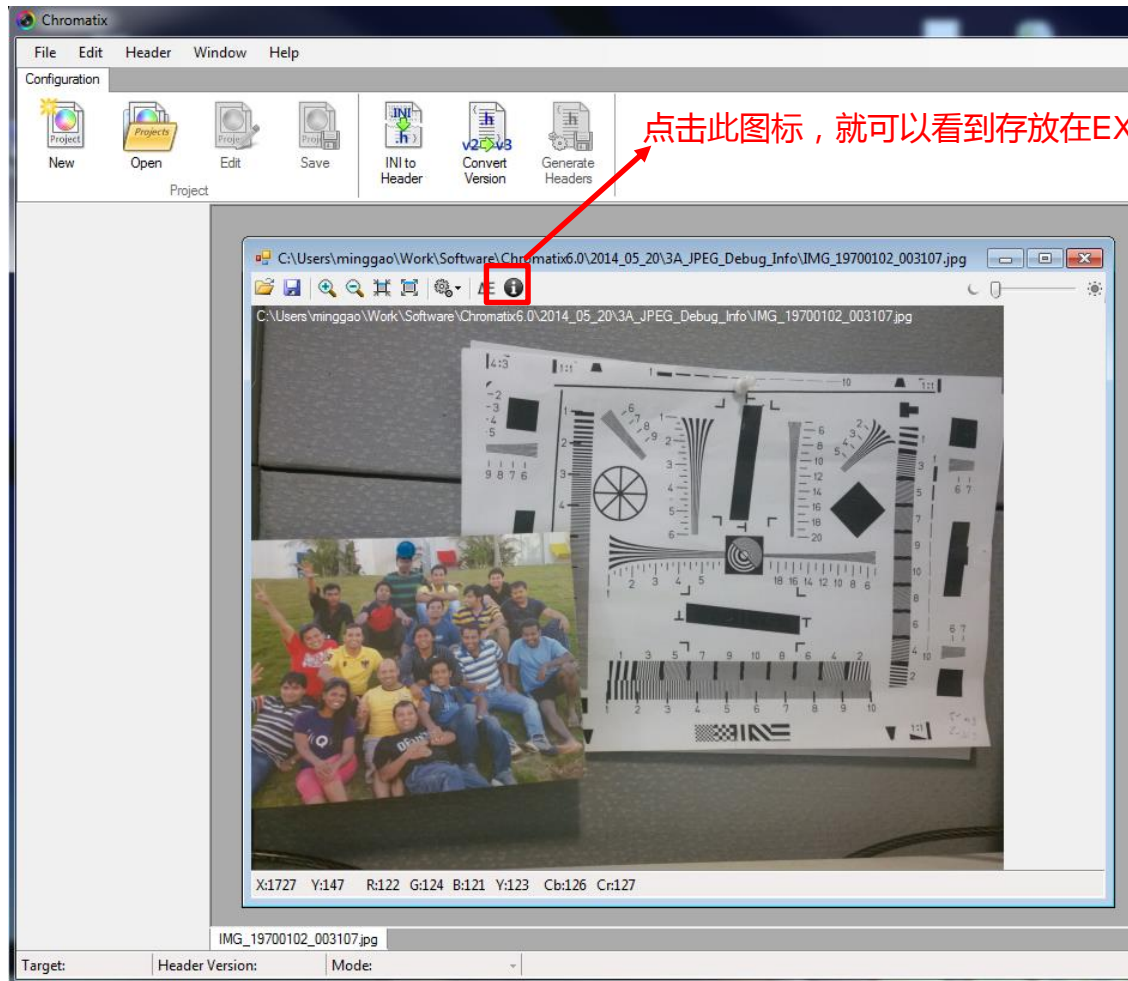 Chromatix
File Edit Header Window Help
Configuration
New Open Edit Save INI to Header Convert Version Generate Headers
Project
点击此图标，就可以看到存放在EX
C:\Users\minggao\Work\Software\Chromatix6.0\2014_05_20\3A_JPEG_Debug_Info\IMG_19700102_003107.jpg
ΔE
C:\Users\minggao\Work\Software\Chromatix6.0\2014_05_20\3A_JPEG_Debug_Info\IMG_19700102_003107.jpg
X:1727 Y:147 R:122 G:124 B:121 Y:123 Cb:126 Cr:127
IMG_19700102_003107.jpg
Target: Header Version: Mode: